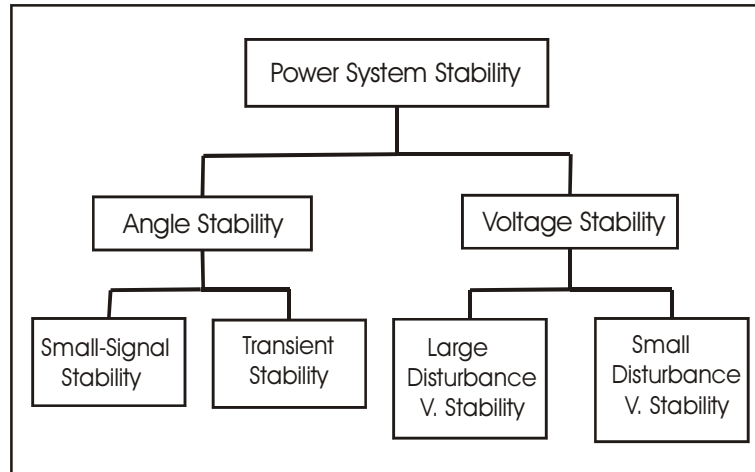 Power System Stability
Angle Stability
Voltage Stability
Small-Signal
Stability
Transient
Stability
Large
Disturbance
V. Stability
Small
Disturbance
V. Stability